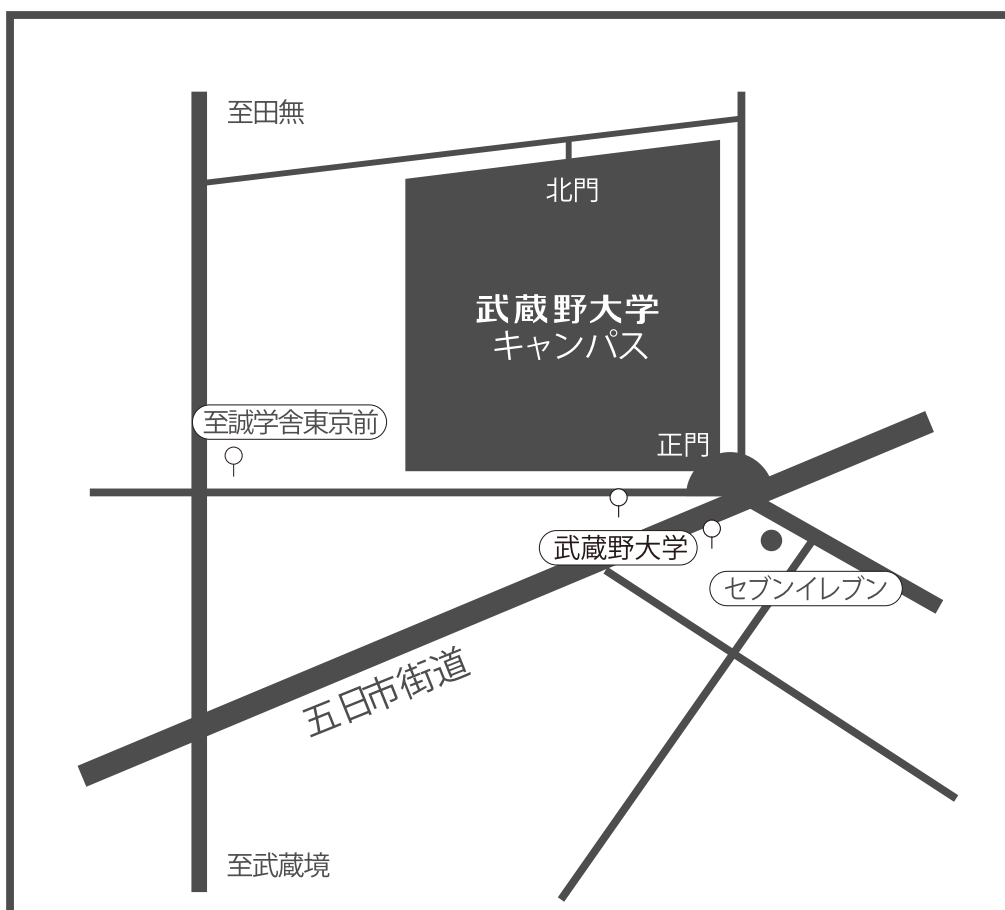 至田無
北門
武蔵野大学
キャンパス
至誠学舎東京前
正門
武蔵野大学
セブンイレブン
五日市街道
至武蔵境